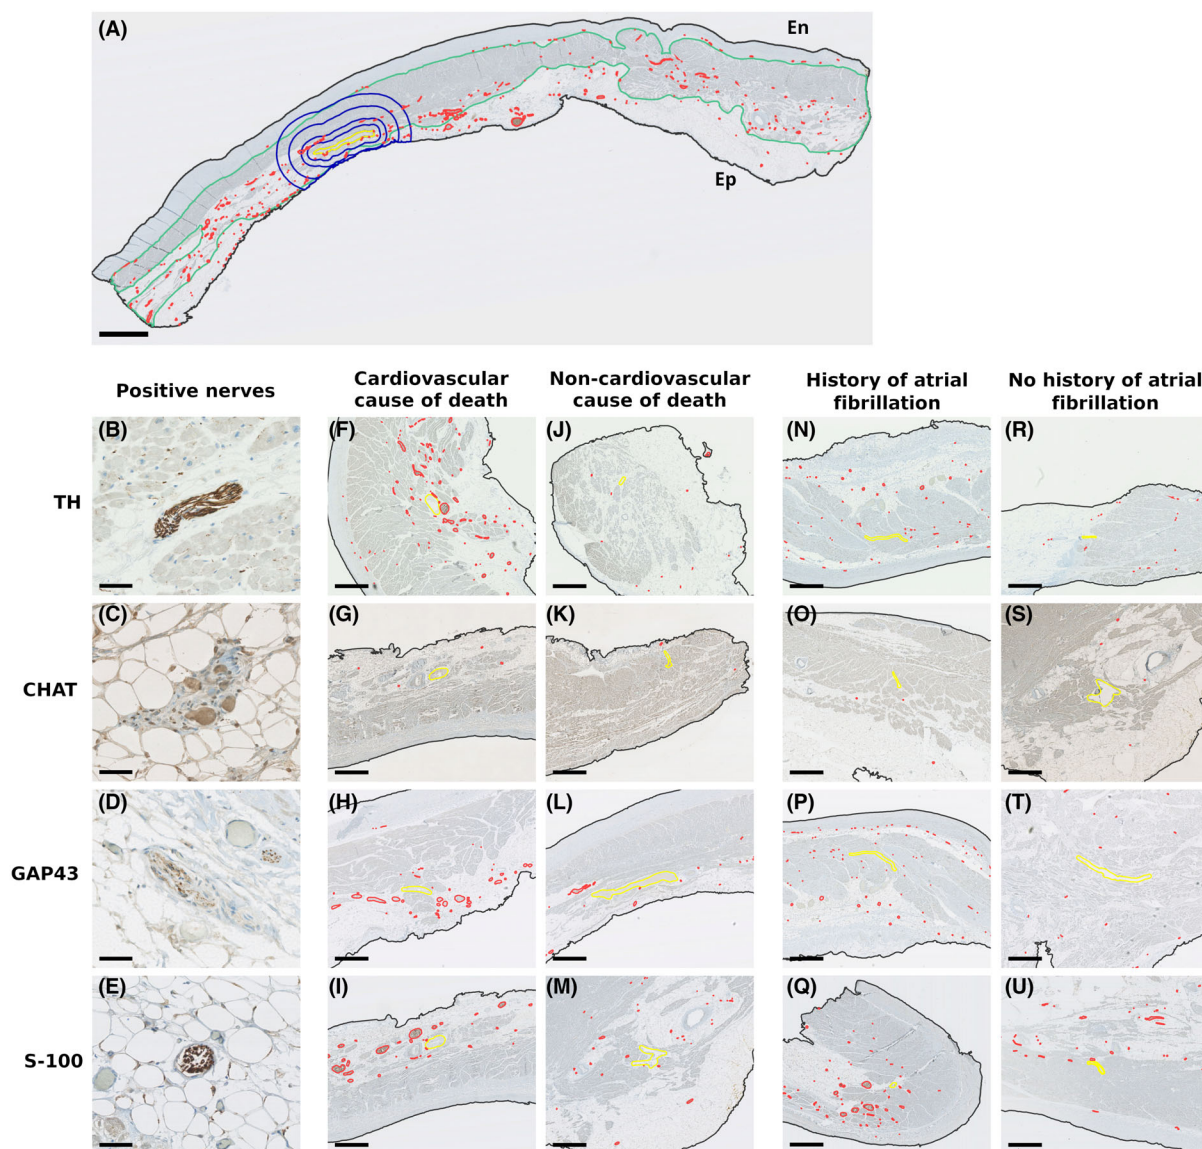 (A)
En
Ep
Positive nerves
Cardiovascular
cause of death
Non-cardiovascular
cause of death
History of atrial
fibrillation
No history of atrial
fibrillation
TH
(B)
(F)
(J)
(N)
(R)
CHAT
(C)
(G)
(K)
(O)
(S)
GAP43
(D)
(H)
(L)
(P)
(T)
S-100
(E)
(I)
(M)
(Q)
(U)